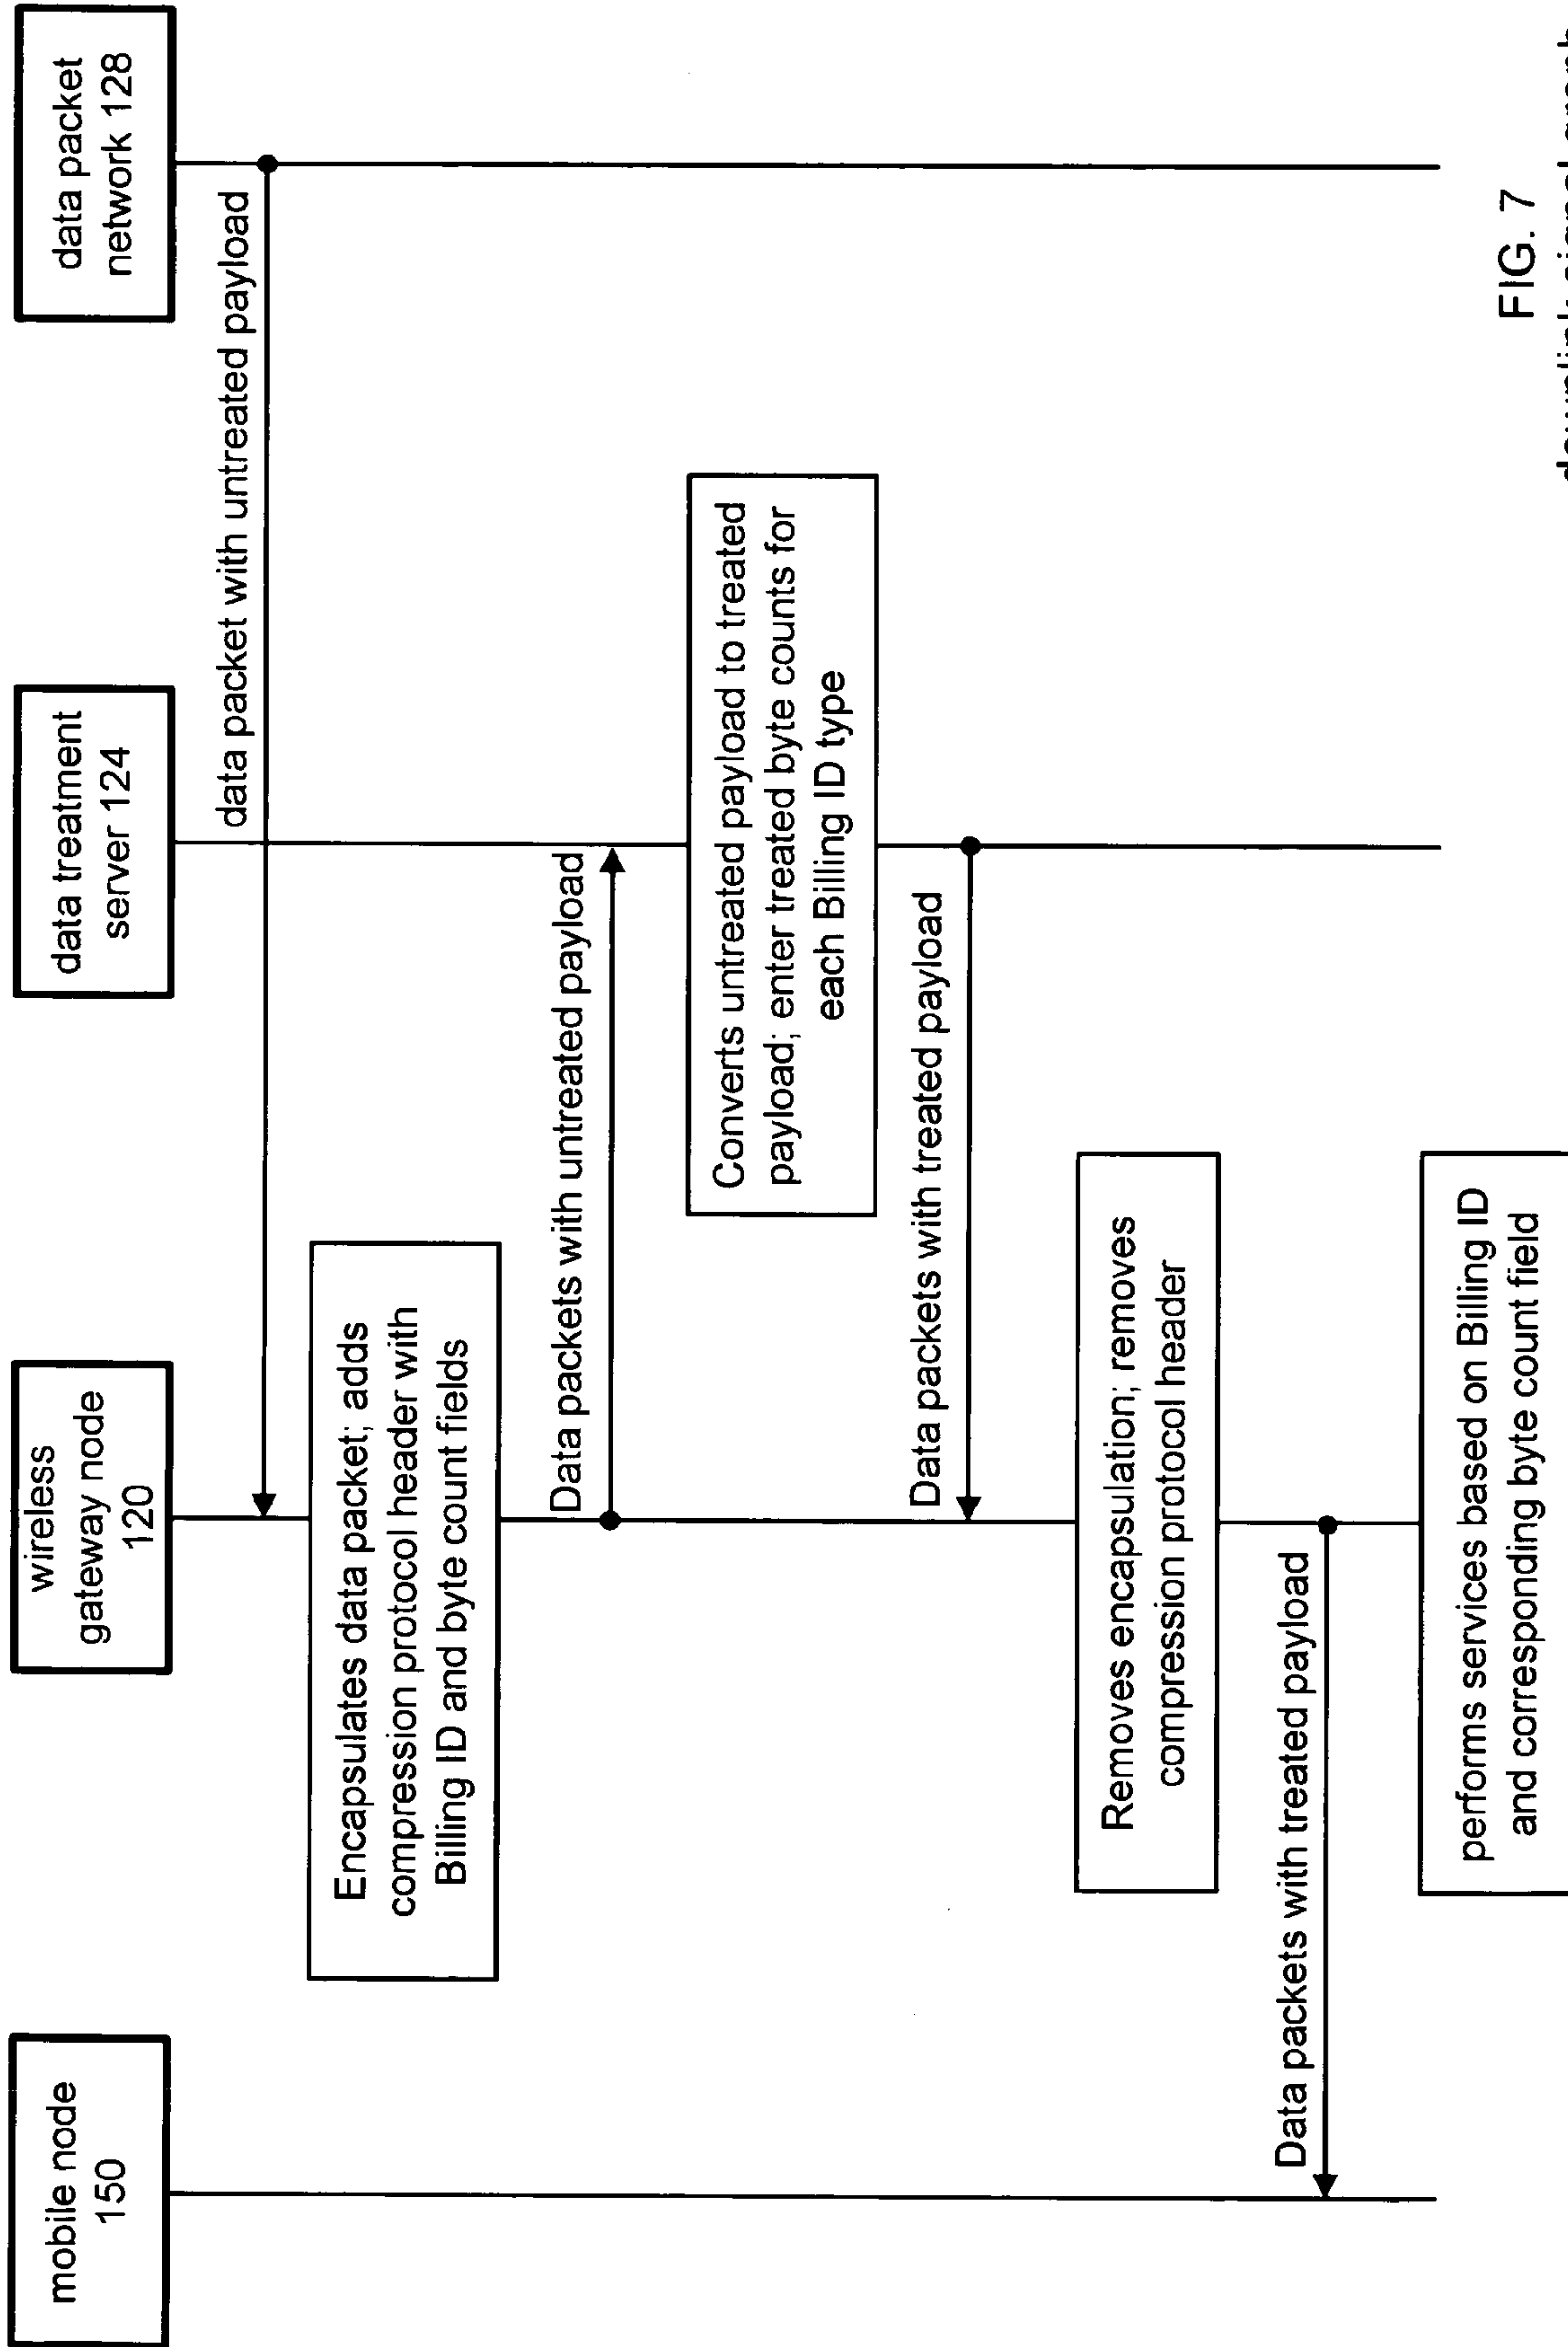 mobile node
150
wireless
gateway node
120
data treatment
server 124
data packet
network 128
data packet with untreated payload
Encapsulates data packet; adds
compression protocol header with
Billing ID and byte count fields
Data packets with untreated payload
Converts untreated payload to treated
payload; enter treated byte counts for
each Billing ID type
Data packets with treated payload
Removes encapsulation; removes
compression protocol header
Data packets with treated payload
performs services based on Billing ID
and corresponding byte count field
FIG. 7
downlink signal graph